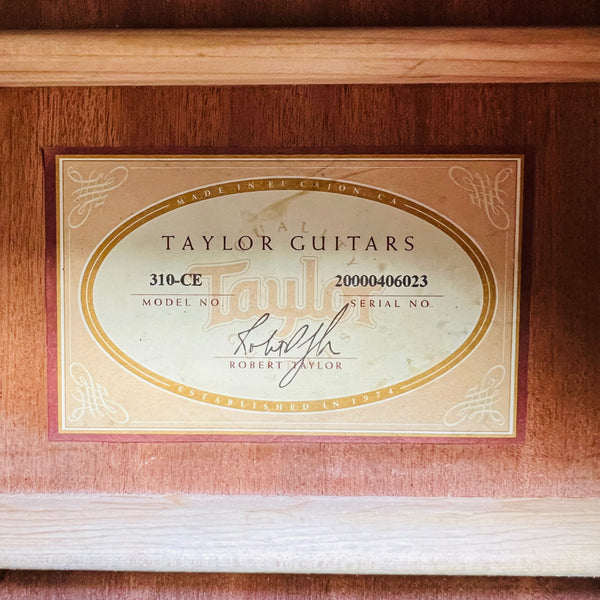 MADE IN EL CAJON, CA
QUALITY
TAYLOR GUITARS
310-CE 20000406023
MODEL NO. SERIAL NO.
Taylor
ROBERT TAYLOR
ESTABLISHED IN 1974